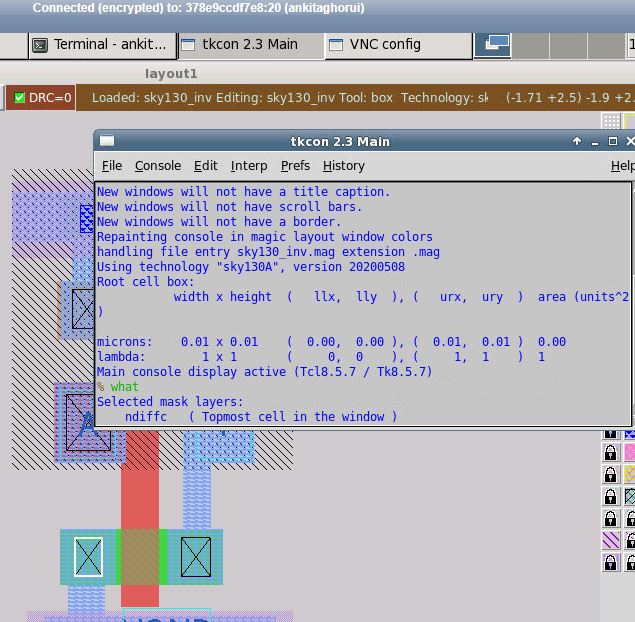 Connected (encrypted) to: 378e9ccdf7e8:20 (ankitaghorui)
Terminal - ankit... tkcon 2.3 Main VNC config
layout1
DRC=0 Loaded: sky130_inv Editing: sky130_inv Tool: box Technology: sk (-1.71 +2.5) -1.9 +2.
tkcon 2.3 Main
File Console Edit Interp Prefs History Help
New windows will not have a title caption.
New windows will not have scroll bars.
New windows will not have a border.
Repainting console in magic layout window colors
handling file entry sky130_inv.mag extension .mag
Using technology "sky130A", version 20200508
Root cell box:
width x height ( llx, lly ), ( urx, ury ) area (units^2
)
microns: 0.01 x 0.01 ( 0.00, 0.00 ), ( 0.01, 0.01 ) 0.00
lambda: 1 x 1 ( 0, 0 ), ( 1, 1 ) 1
Main console display active (Tcl8.5.7 / Tk8.5.7)
% what
Selected mask layers:
ndiffc ( Topmost cell in the window )
A